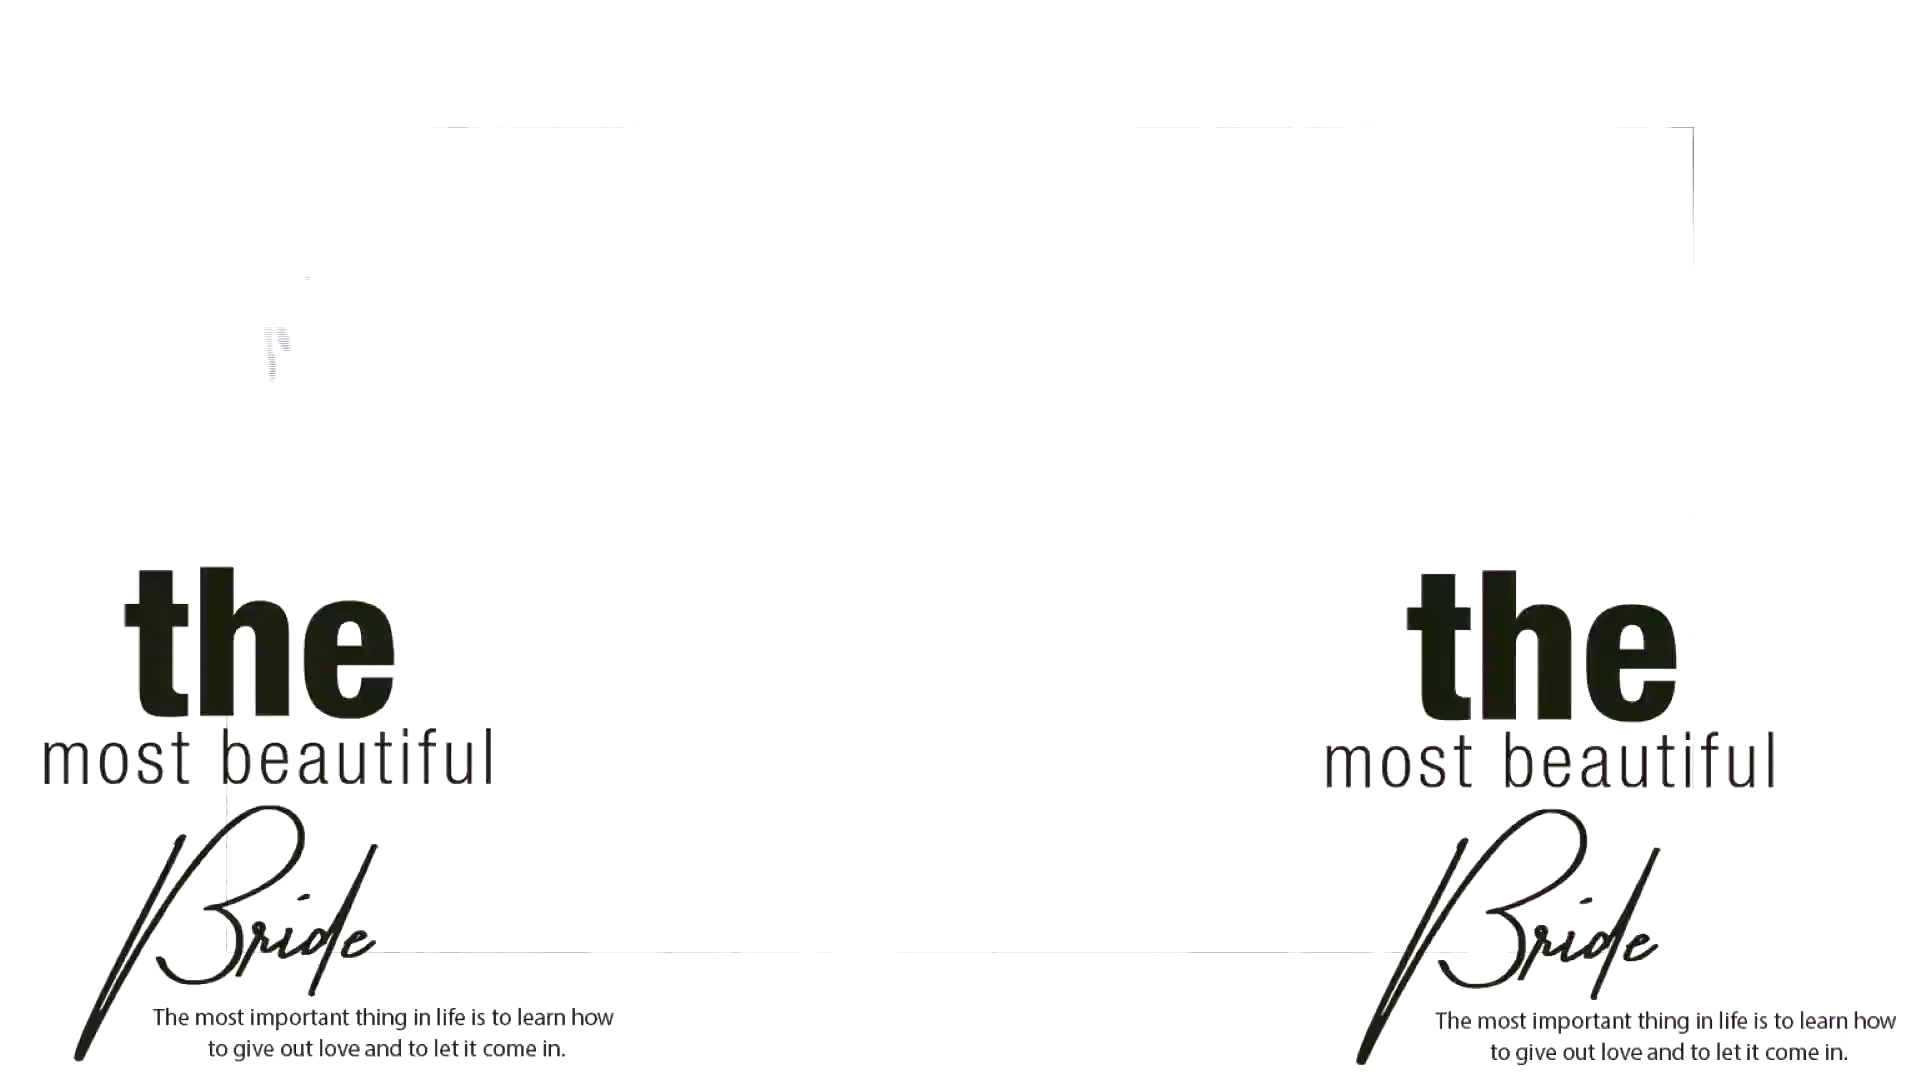 the
most beautiful
Bride
The most important thing in life is to learn how
to give out love and to let it come in.
the
most beautiful
Bride
The most important thing in life is to learn how
to give out love and to let it come in.